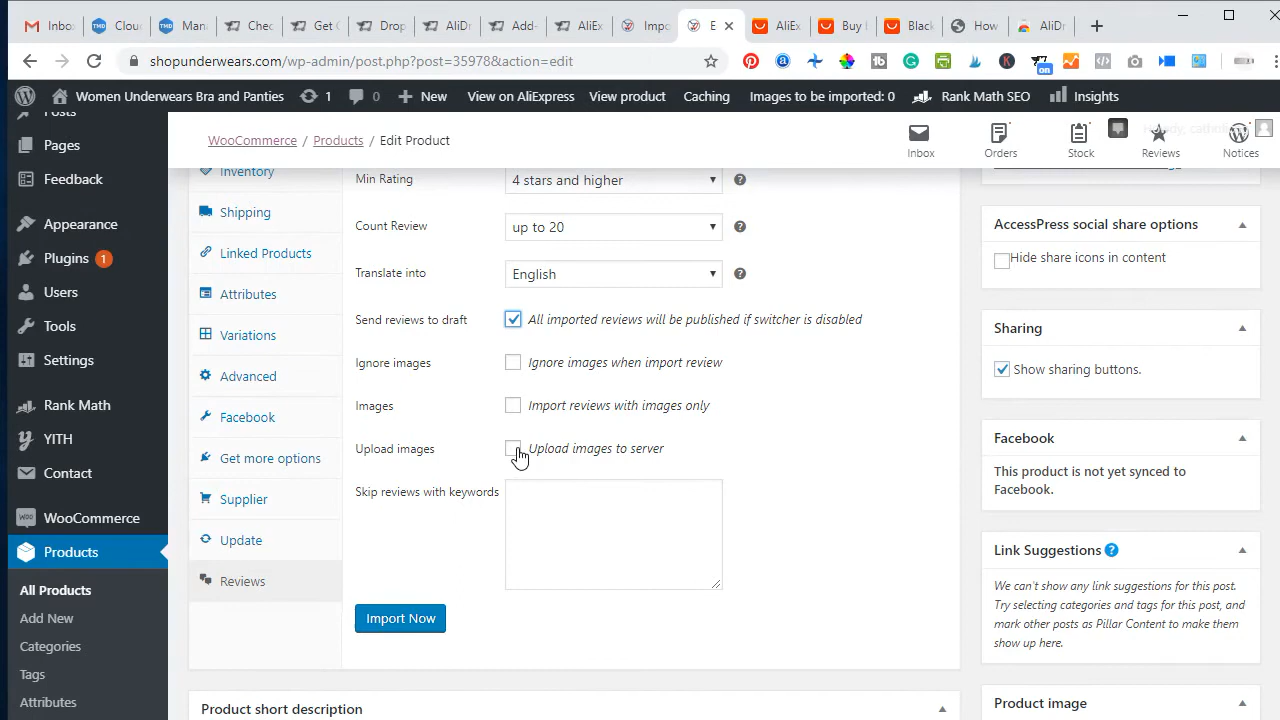 Inbo
Clou
Man
Chec
Get C
Drop
AliDr
Add-
AliEx
Impo
E
AliEx
Buy t
Black
How
AliDr
shopunderwears.com/wp-admin/post.php?post=35978&action=edit
on
Women Underwears Bra and Panties
1
0
New
View on AliExpress
View product
Caching
Images to be imported: 0
Rank Math SEO
Insights
Posts
Pages
Feedback
Appearance
Plugins 1
Users
Tools
Settings
Rank Math
YITH
Contact
WooCommerce
Products
All Products
Add New
Categories
Tags
Attributes
WooCommerce / Products / Edit Product
Inbox
Orders
Stock
Reviews
Notices
Inventory
Shipping
Linked Products
Attributes
Variations
Advanced
Facebook
Get more options
Supplier
Update
Reviews
Min Rating 4 stars and higher
Count Review up to 20
Translate into English
Send reviews to draft All imported reviews will be published if switcher is disabled
Ignore images Ignore images when import review
Images Import reviews with images only
Upload images Upload images to server
Skip reviews with keywords
Import Now
Product short description
AccessPress social share options
Hide share icons in content
Sharing
Show sharing buttons.
Facebook
This product is not yet synced to
Facebook.
Link Suggestions
We can't show any link suggestions for this post.
Try selecting categories and tags for this post, and
mark other posts as Pillar Content to make them
show up here.
Product image